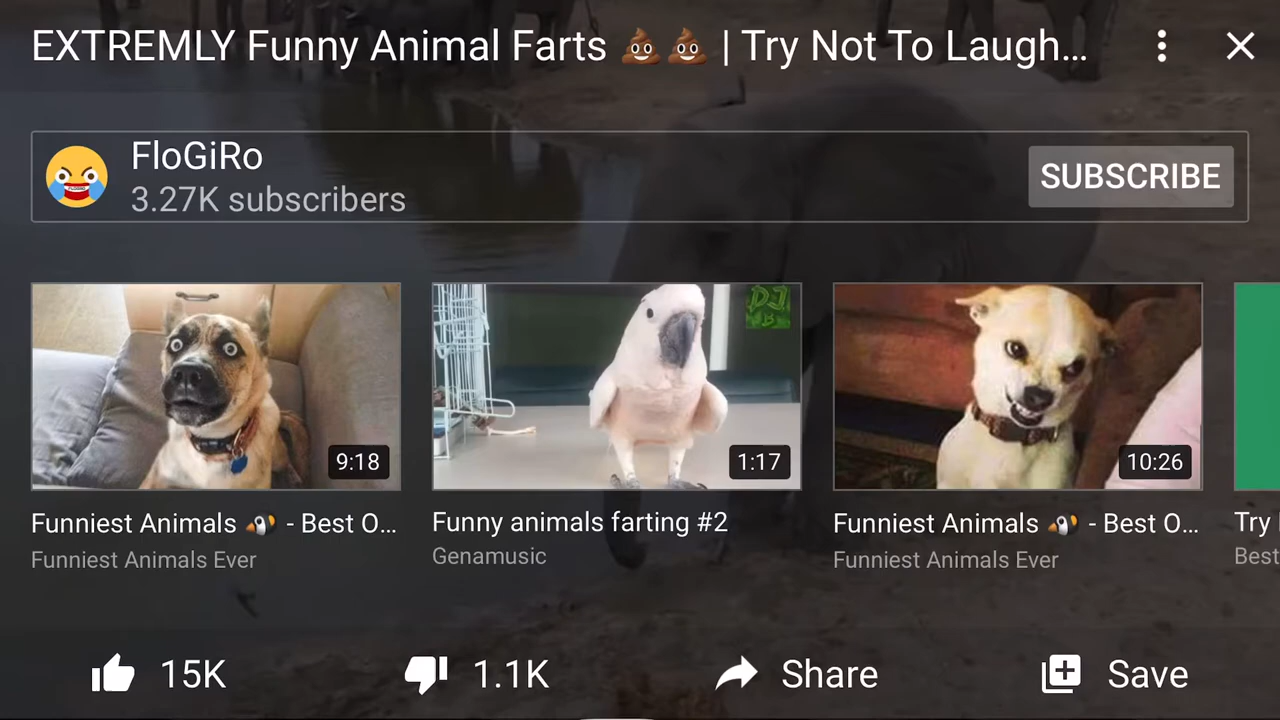 EXTREMLY Funny Animal Farts 💩💩 | Try Not To Laugh...
FloGiRo
3.27K subscribers
SUBSCRIBE
DJ
B
9:18
1:17
10:26
Funniest Animals 🐠 - Best O...
Funny animals farting #2
Funniest Animals 🐠 - Best O...
Try
Funniest Animals Ever
Genamusic
Funniest Animals Ever
Best
15K
1.1K
Share
Save